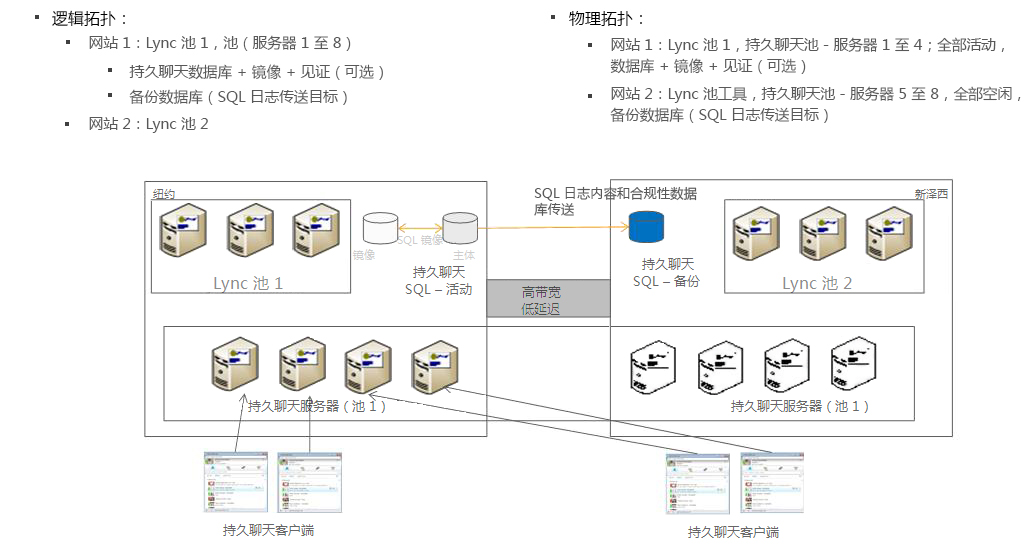 逻辑拓扑：
网站 1：Lync 池 1，池（服务器 1 至 8）
持久聊天数据库 + 镜像 + 见证（可选）
备份数据库（SQL 日志传送目标）
网站 2：Lync 池 2
物理拓扑：
网站 1：Lync 池 1，持久聊天池 - 服务器 1 至 4；全部活动，
数据库 + 镜像 + 见证（可选）
网站 2：Lync 池工具，持久聊天池 - 服务器 5 至 8，全部空闲，
备份数据库（SQL 日志传送目标）
纽约
Lync 池 1
镜像
SQL 镜像
主体
持久聊天
SQL – 活动
SQL 日志内容和合规性数据
库传送
持久聊天
SQL – 备份
新泽西
Lync 池 2
高带宽
低延迟
持久聊天服务器（池 1）
持久聊天服务器（池 1）
持久聊天客户端
持久聊天客户端